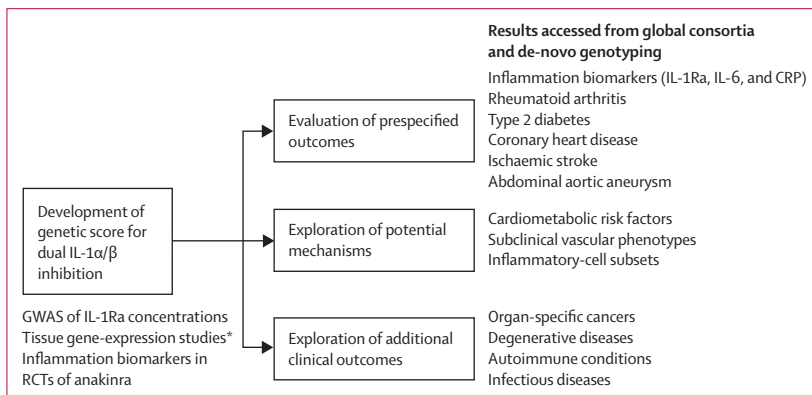 Results accessed from global consortia
and de-novo genotyping
Inflammation biomarkers (IL-1Ra, IL-6, and CRP)
Rheumatoid arthritis
Type 2 diabetes
Coronary heart disease
Ischaemic stroke
Abdominal aortic aneurysm
Evaluation of prespecified
outcomes
Development of
genetic score for
dual IL-1α/β
inhibition
Exploration of potential
mechanisms
Cardiometabolic risk factors
Subclinical vascular phenotypes
Inflammatory-cell subsets
GWAS of IL-1Ra concentrations
Tissue gene-expression studies*
Inflammation biomarkers in
RCTs of anakinra
Exploration of additional
clinical outcomes
Organ-specific cancers
Degenerative diseases
Autoimmune conditions
Infectious diseases